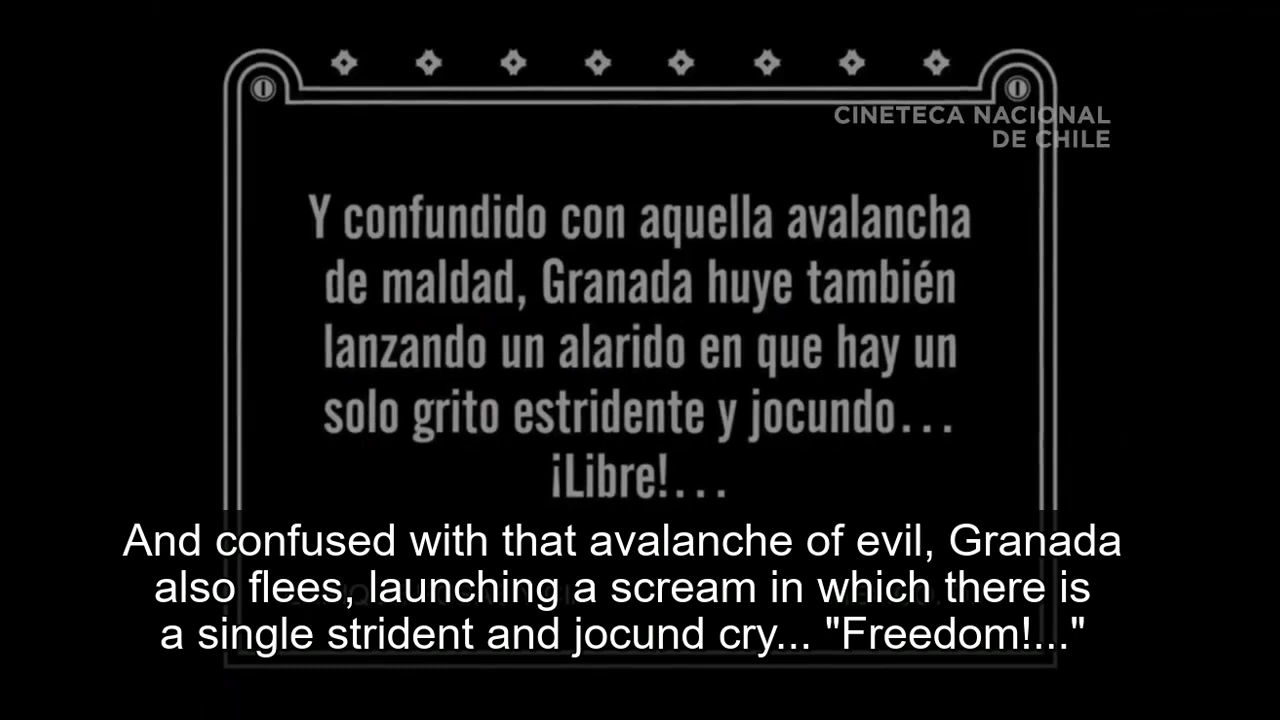 CINETECA NACIONAL
DE CHILE
Y confundido con aquella avalancha
de maldad, Granada huye también
lanzando un alarido en que hay un
solo grito estridente y jocundo...
¡Libre!...
And confused with that avalanche of evil, Granada
also flees, launching a scream in which there is
a single strident and jocund cry... "Freedom!..."